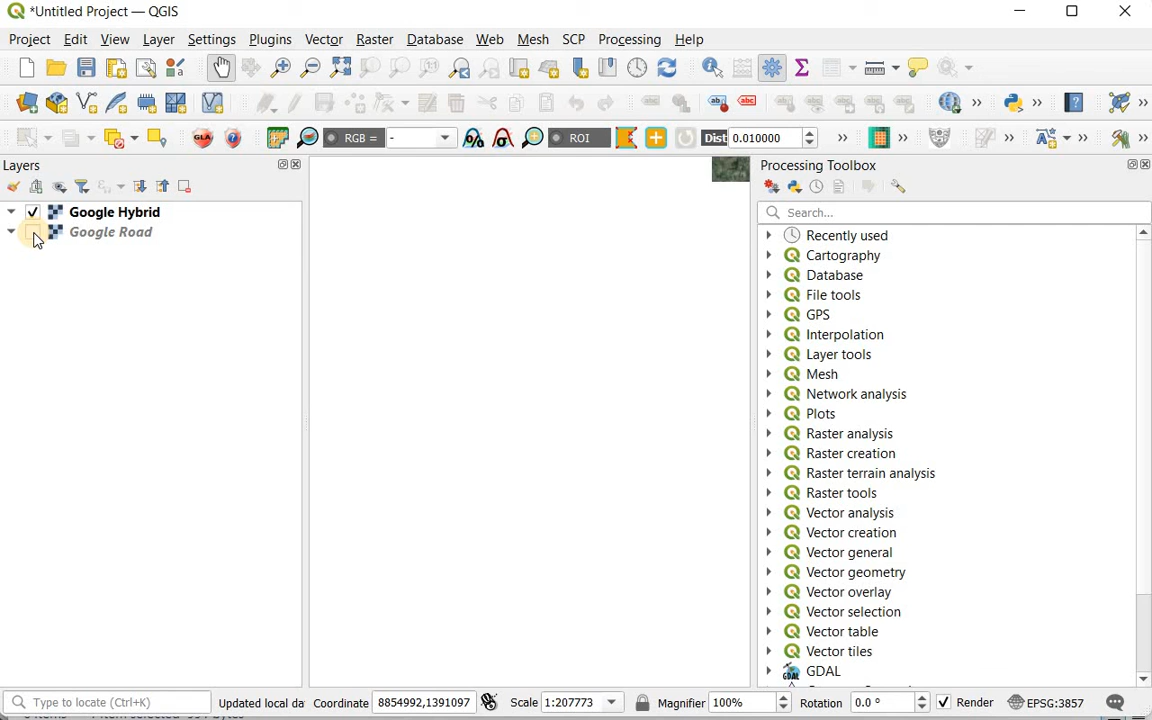 *Untitled Project — QGIS
Project Edit View Layer Settings Plugins Vector Raster Database Web Mesh SCP Processing Help
RGB = - ROI Dist 0.010000
Layers
Google Hybrid
Google Road
Processing Toolbox
Search...
Recently used
Cartography
Database
File tools
GPS
Interpolation
Layer tools
Mesh
Network analysis
Plots
Raster analysis
Raster creation
Raster terrain analysis
Raster tools
Vector analysis
Vector creation
Vector general
Vector geometry
Vector overlay
Vector selection
Vector table
Vector tiles
GDAL
Type to locate (Ctrl+K) Updated local da Coordinate 8854992,1391097 Scale 1:207773 Magnifier 100% Rotation 0.0 ° Render EPSG:3857